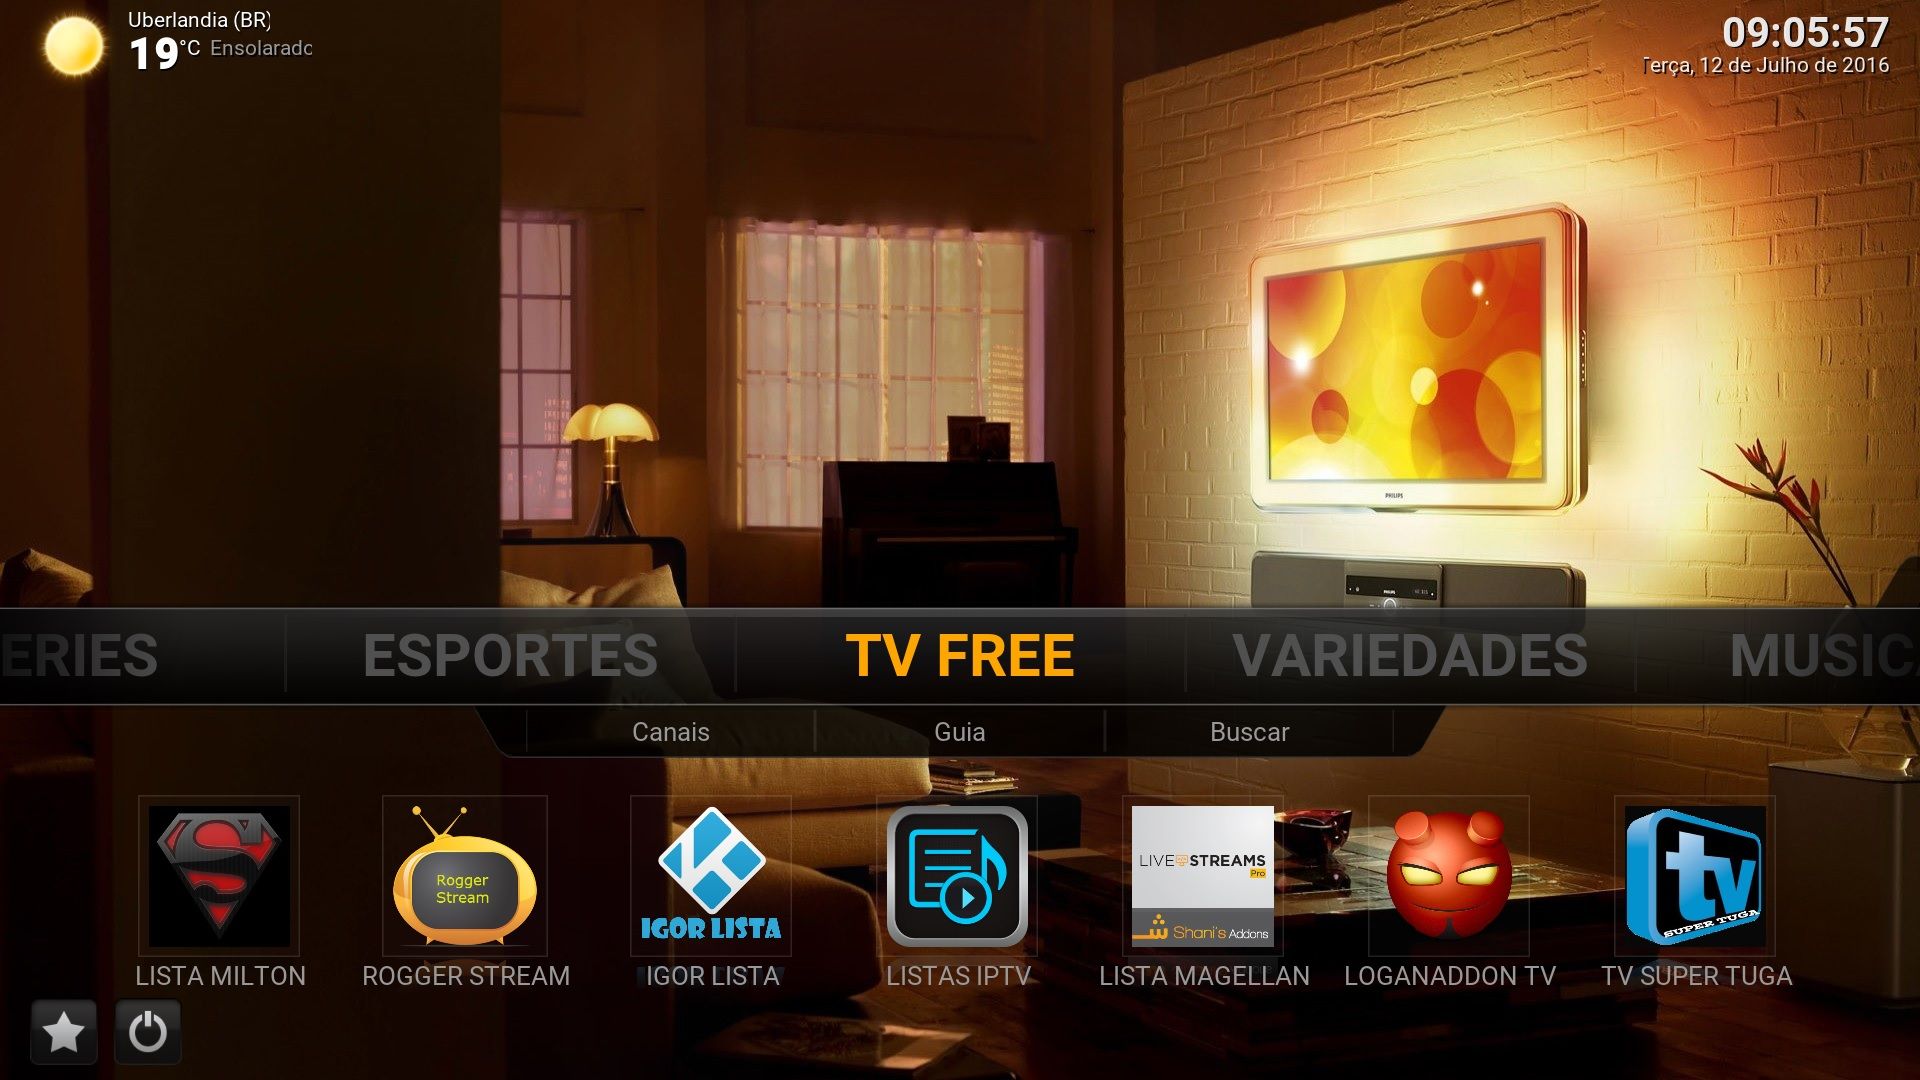 Uberlandia (BR)
19°C Ensolarado
09:05:57
Terça, 12 de Julho de 2016
PHILIPS
ERIES
ESPORTES
TV FREE
VARIEDADES
MUSIC
Canais
Guia
Buscar
Rogger
Stream
IGOR LISTA
LIVE STREAMS
Pro
Shani's Addons
tv
SUPER TUGA
LISTA MILTON
ROGGER STREAM
IGOR LISTA
LISTAS IPTV
LISTA MAGELLAN
LOGANADDON TV
TV SUPER TUGA